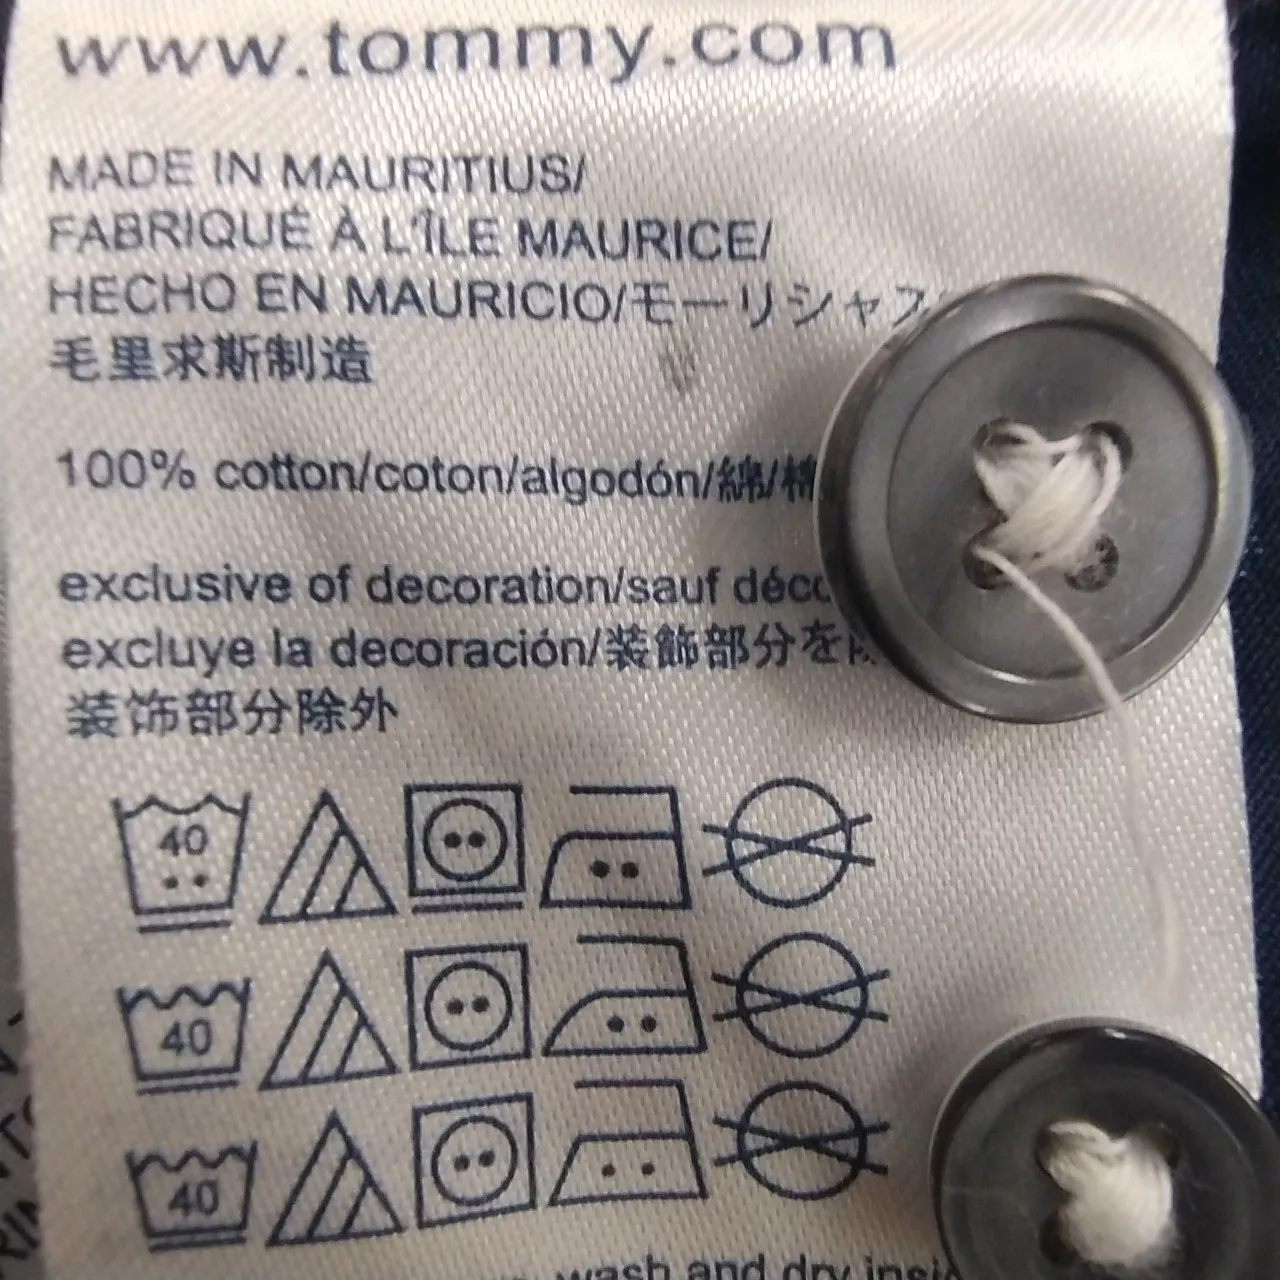 www.tommy.com
MADE IN MAURITIUS/
FABRIQUÉ À L'ÎLE MAURICE/
HECHO EN MAURICIO/モーリシャス
毛里求斯制造
100% cotton/coton/algodón/綿/棉
exclusive of decoration/sauf
excluye la decoración/装飾部分を
装饰部分除外
40
40
40
wash and dry